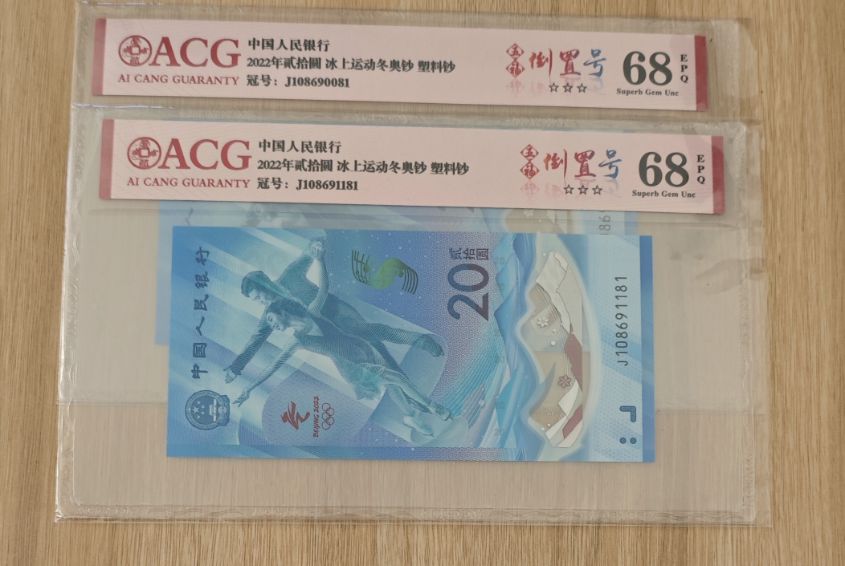 ACG
AI CANG GUARANTY
中国人民银行
2022年贰拾圆 冰上运动冬奥钞 塑料钞
冠号：J108690081
五福
倒置号
☆☆☆
68
EPQ
Superb Gem Unc
ACG
AI CANG GUARANTY
中国人民银行
2022年贰拾圆 冰上运动冬奥钞 塑料钞
冠号：J108691181
五福
倒置号
☆☆☆
68
EPQ
Superb Gem Unc
中国人民银行
贰拾圆
20
BEIJING 2022
J108691181